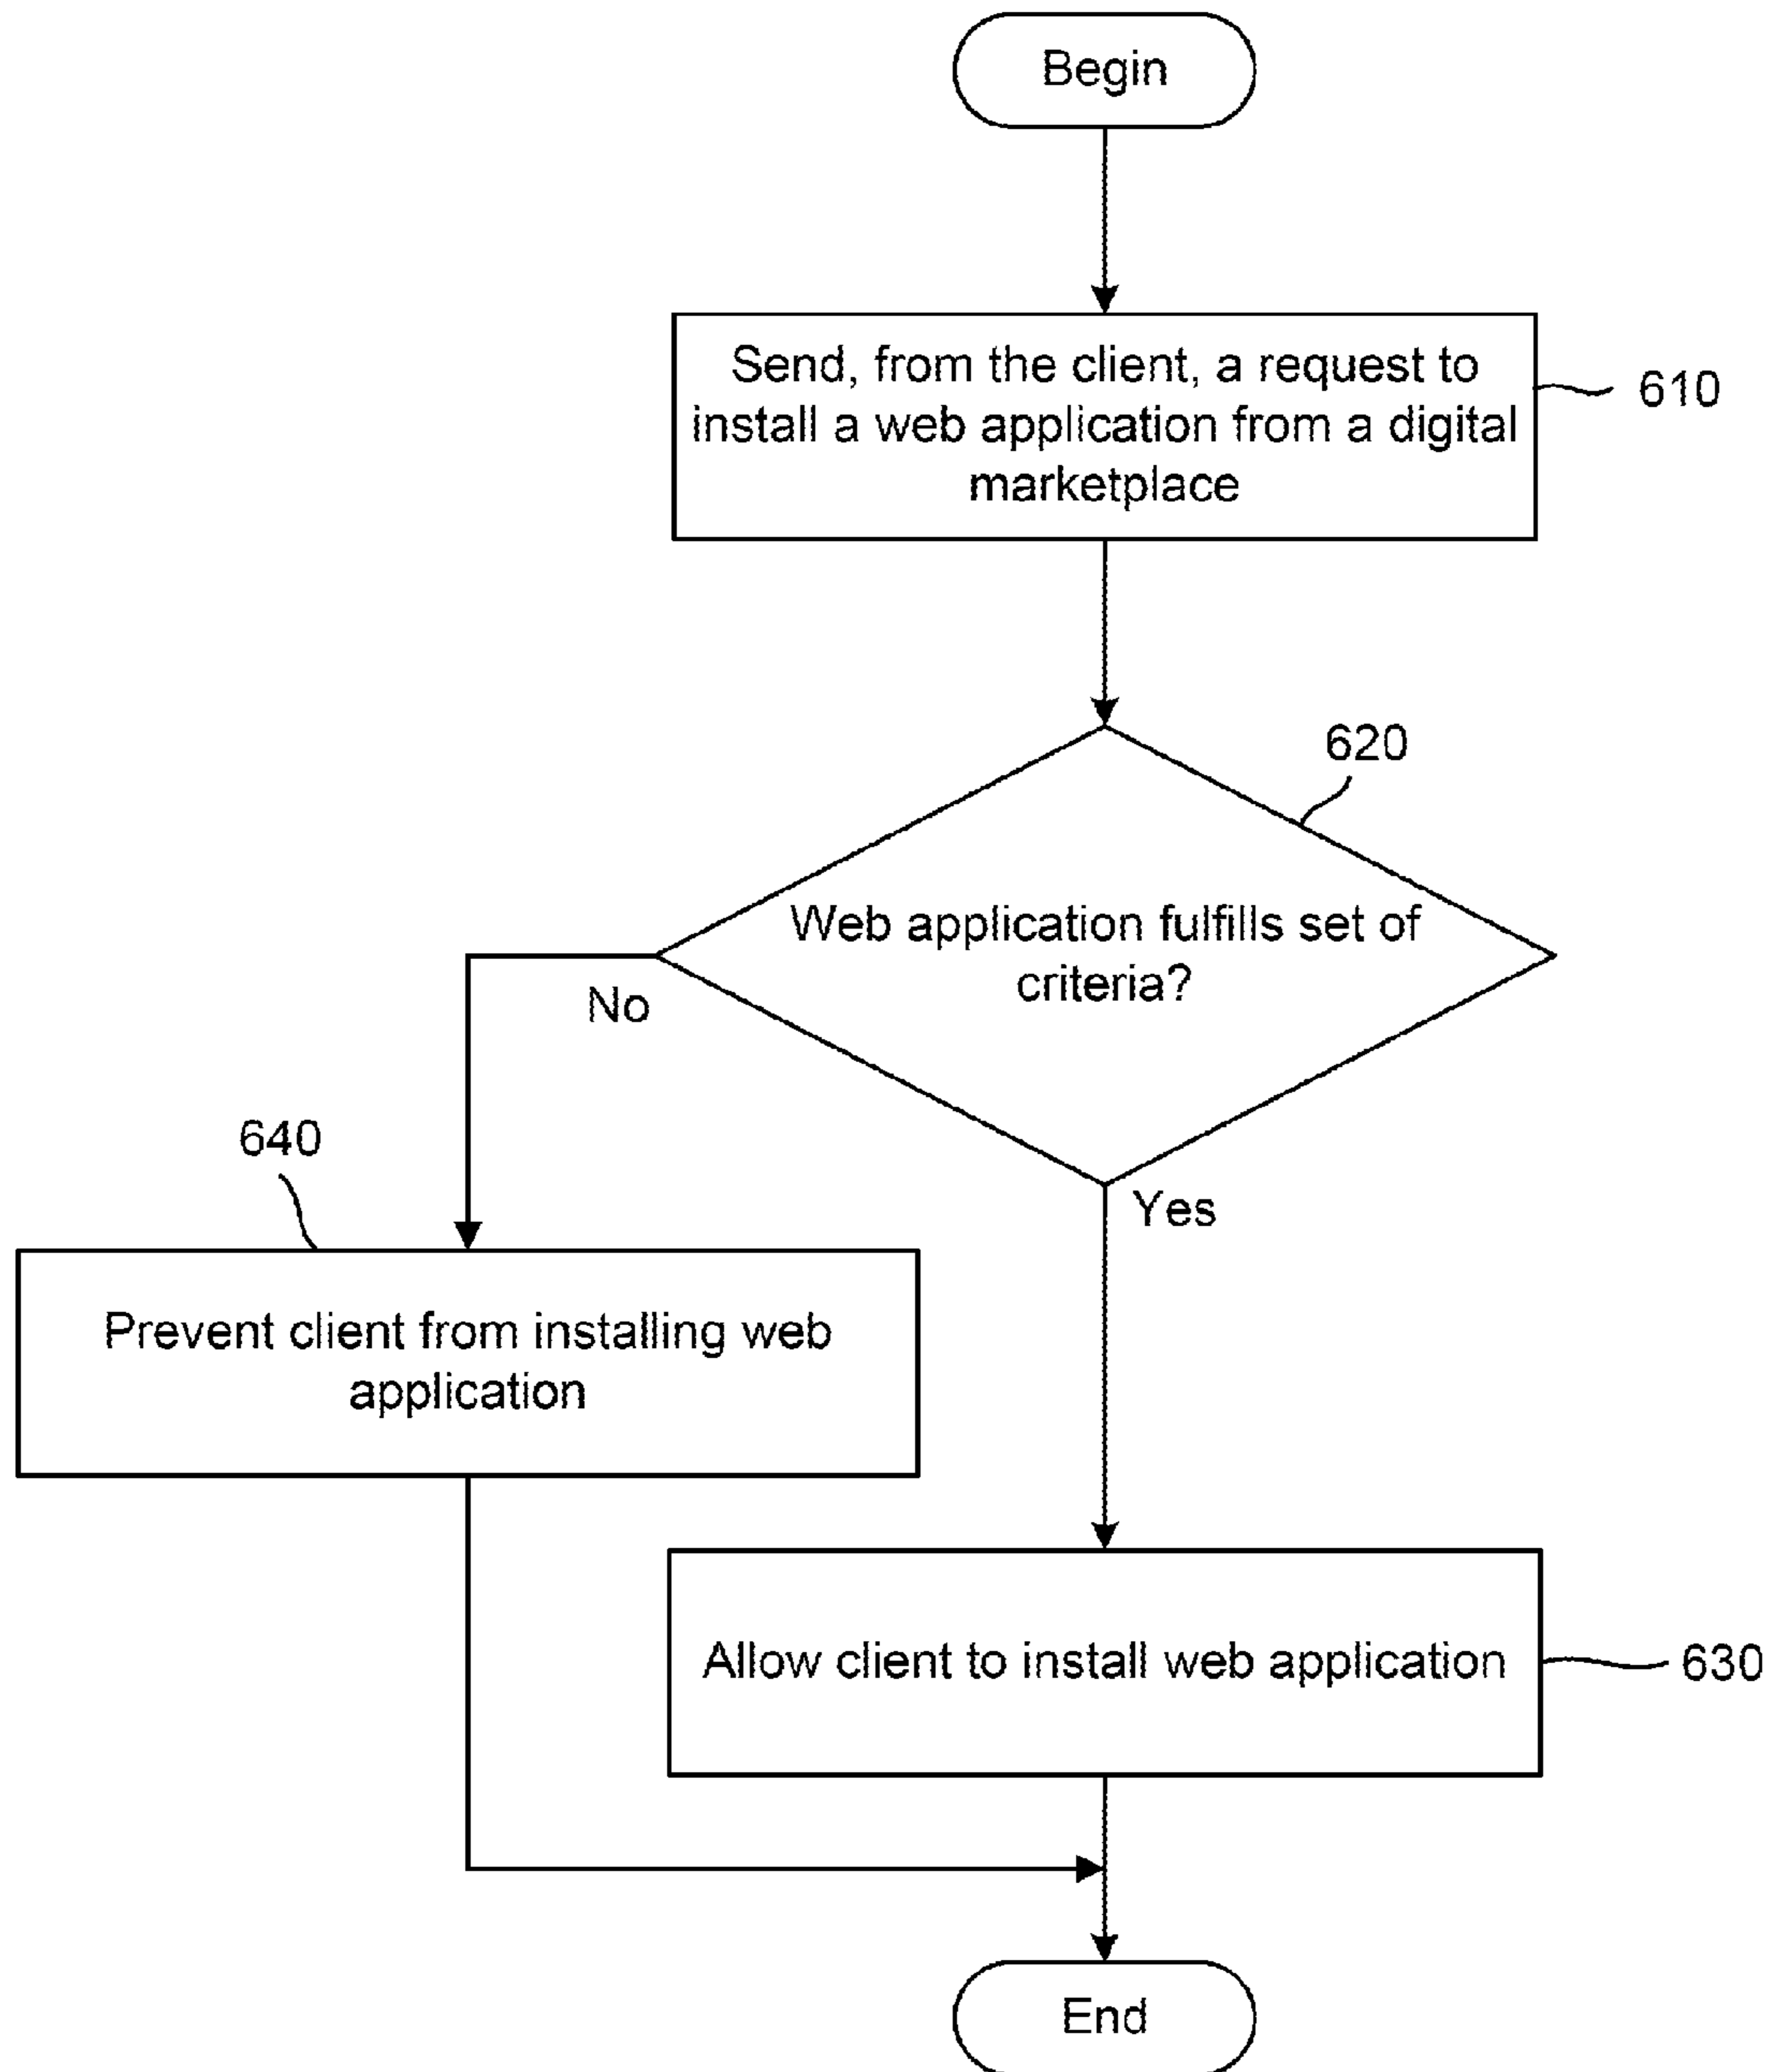 Begin
Send, from the client, a request to
install a web application from a digital
marketplace
610
620
Web application fulfills set of
criteria?
No
Yes
640
Prevent client from installing web
application
Allow client to install web application
630
End